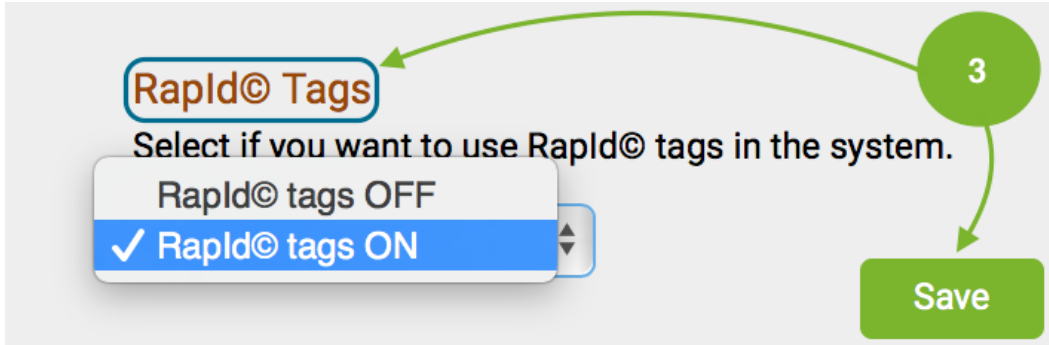 RapId© Tags
3
Select if you want to use RapId© tags in the system.
RapId© tags OFF
✓ RapId© tags ON
Save